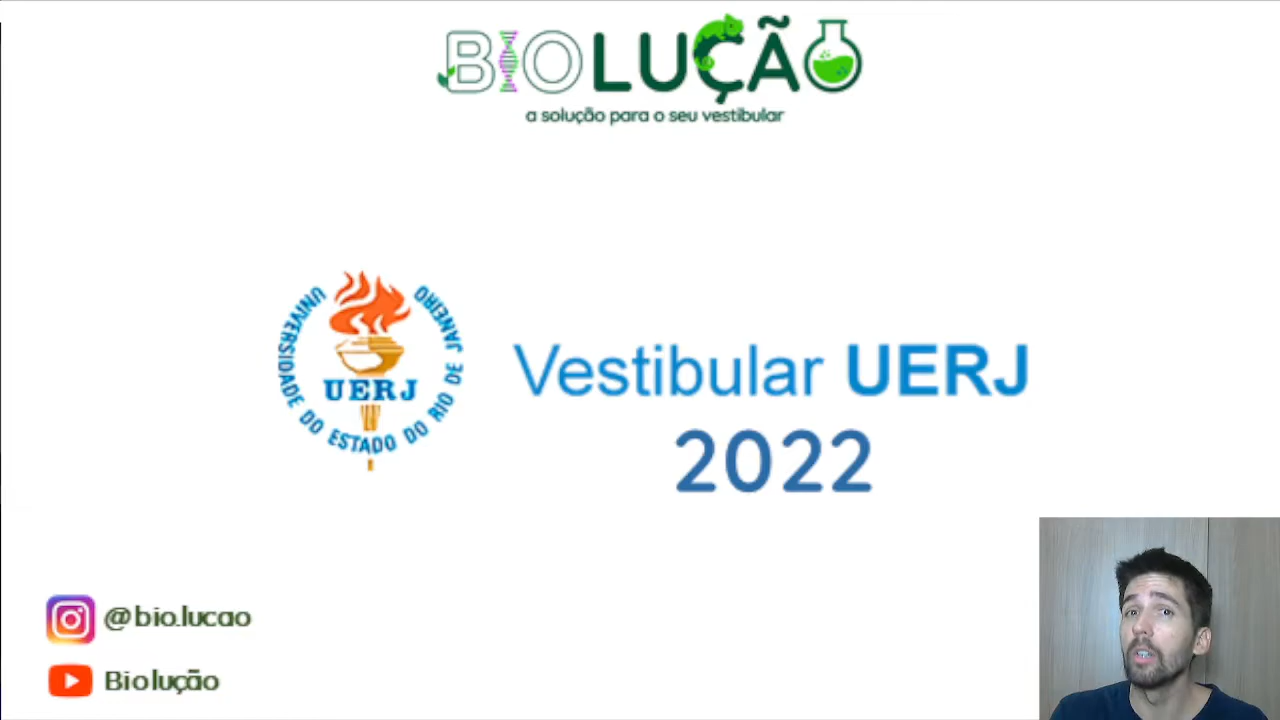 BIOLUÇÃO
a solução para o seu vestibular
UNIVERSIDADE DO ESTADO DO RIO DE JANEIRO
UERJ
Vestibular UERJ
2022
@bio.lucao
Biolução